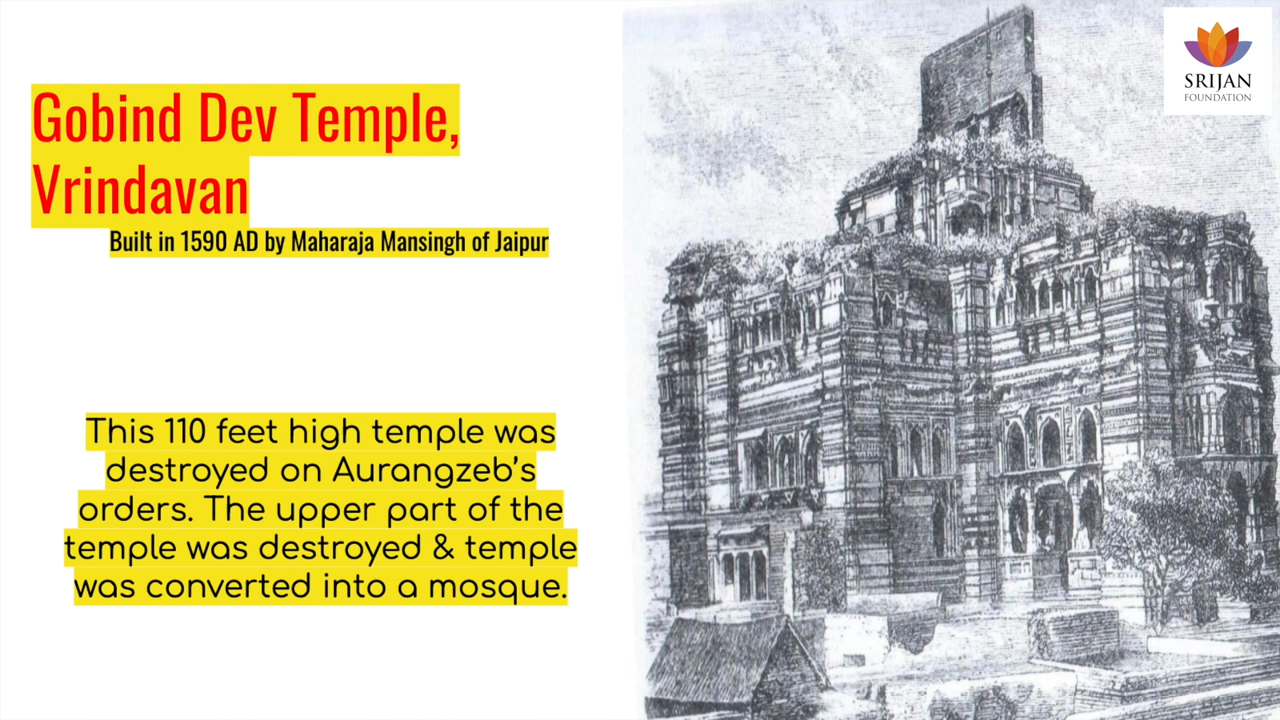 Gobind Dev Temple,
Vrindavan
Built in 1590 AD by Maharaja Mansingh of Jaipur
This 110 feet high temple was
destroyed on Aurangzeb’s
orders. The upper part of the
temple was destroyed & temple
was converted into a mosque.
SRIJAN
FOUNDATION